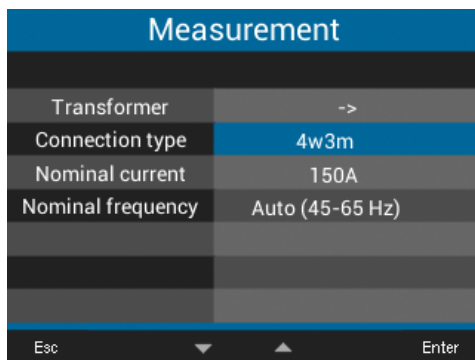 Measurement
Transformer ->
Connection type 4w3m
Nominal current 150A
Nominal frequency Auto (45-65 Hz)
Esc Enter